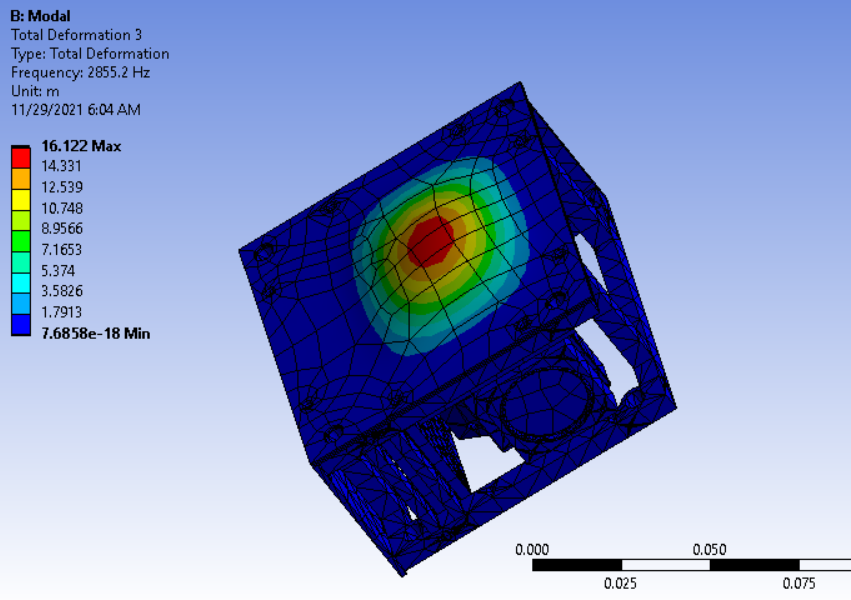 B: Modal
Total Deformation 3
Type: Total Deformation
Frequency: 2855.2 Hz
Unit: m
11/29/2021 6:04 AM
16.122 Max
14.331
12.539
10.748
8.9566
7.1653
5.374
3.5826
1.7913
7.6858e-18 Min
0.000 0.050
0.025 0.075